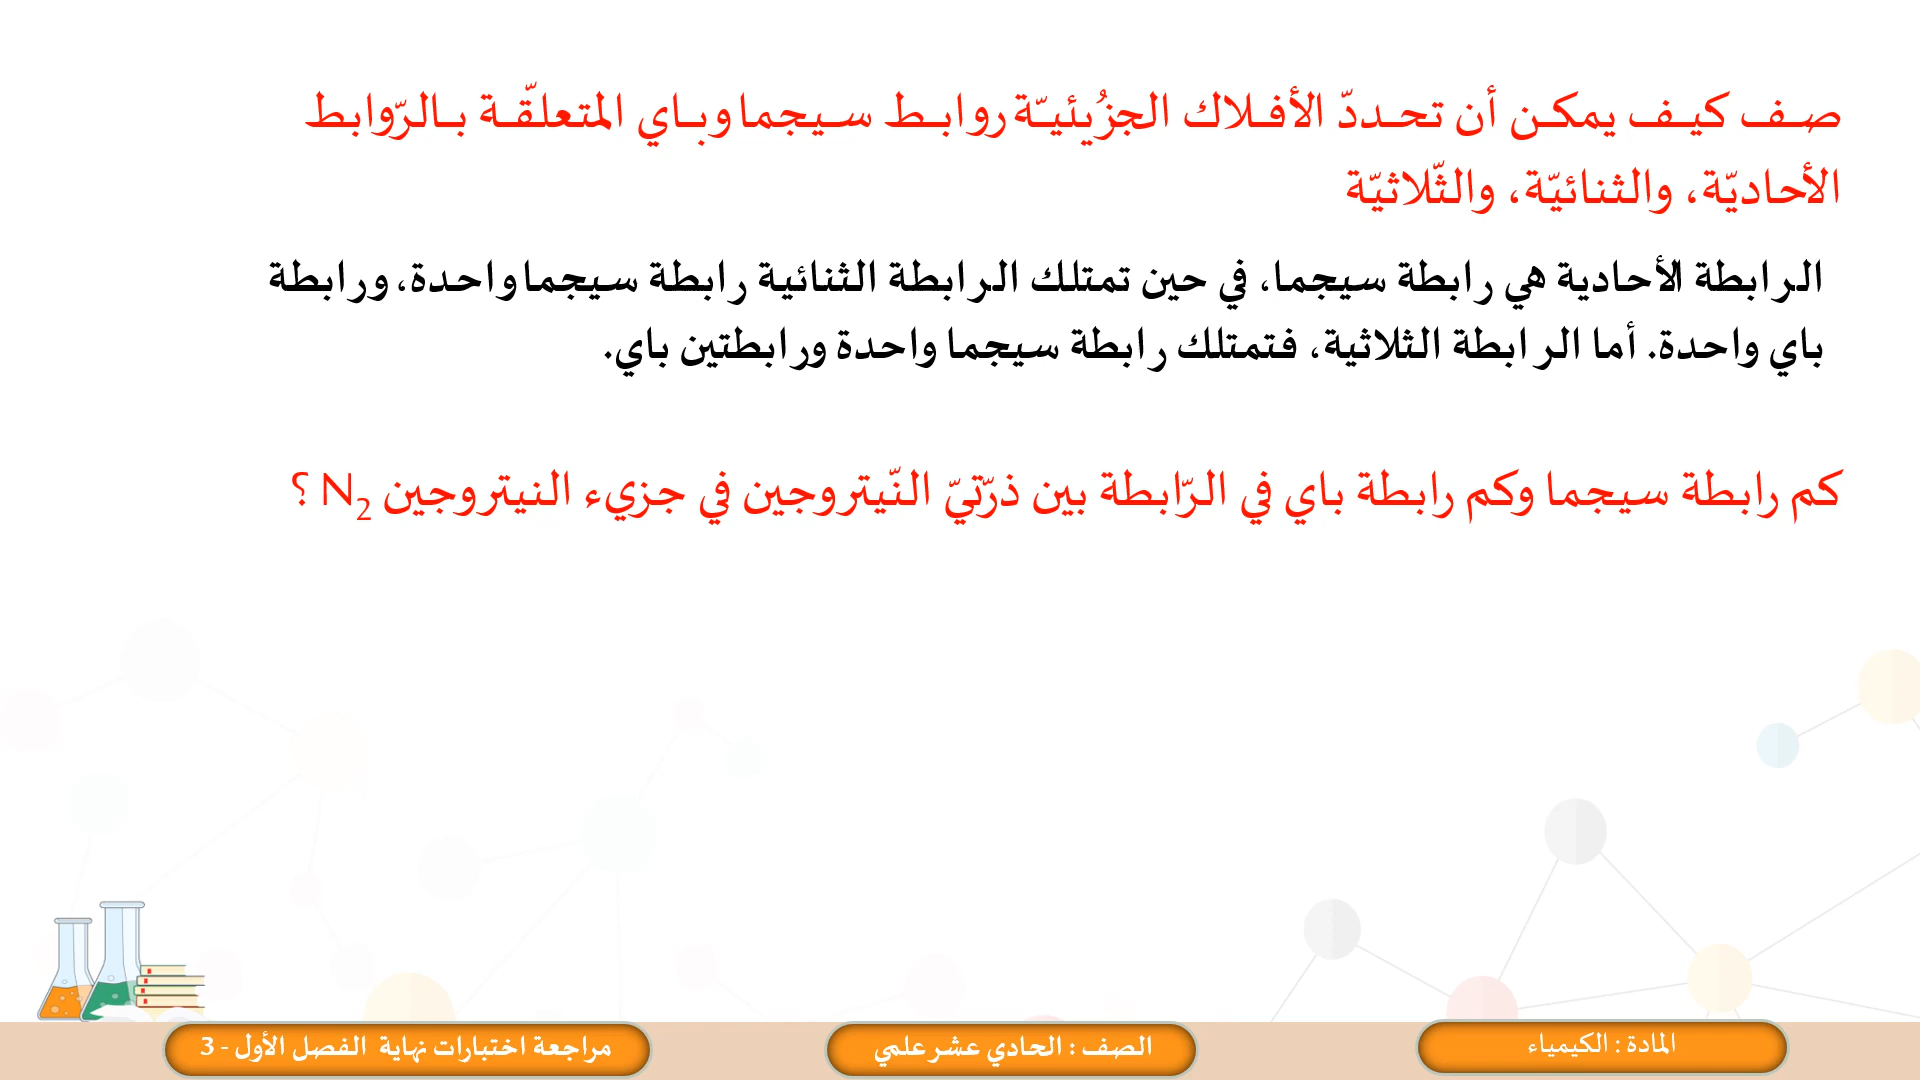 صف كيف يمكن أن تحددّ الأفلاك الجزُيئيّة روابط سيجما وباي المتعلّقة بالرّوابط
الأحاديّة، والثنائيّة، والثّلاثيّة
الرابطة الأحادية هي رابطة سيجما، في حين تمتلك الرابطة الثنائية رابطة سيجما واحدة، ورابطة
باي واحدة. أما الرابطة الثلاثية، فتمتلك رابطة سيجما واحدة ورابطتين باي.
كم رابطة سيجما وكم رابطة باي في الرّابطة بين ذرّتيّ النّيتروجين في جزيء النيتروجين N₂ ؟
المادة : الكيمياء
الصف : الحادي عشر علمي
مراجعة اختبارات نهاية الفصل الأول - 3